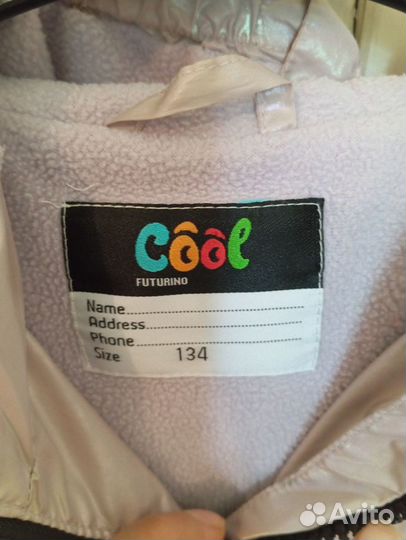 Cool
FUTURINO
Name
Address
Phone
Size 134
Avito